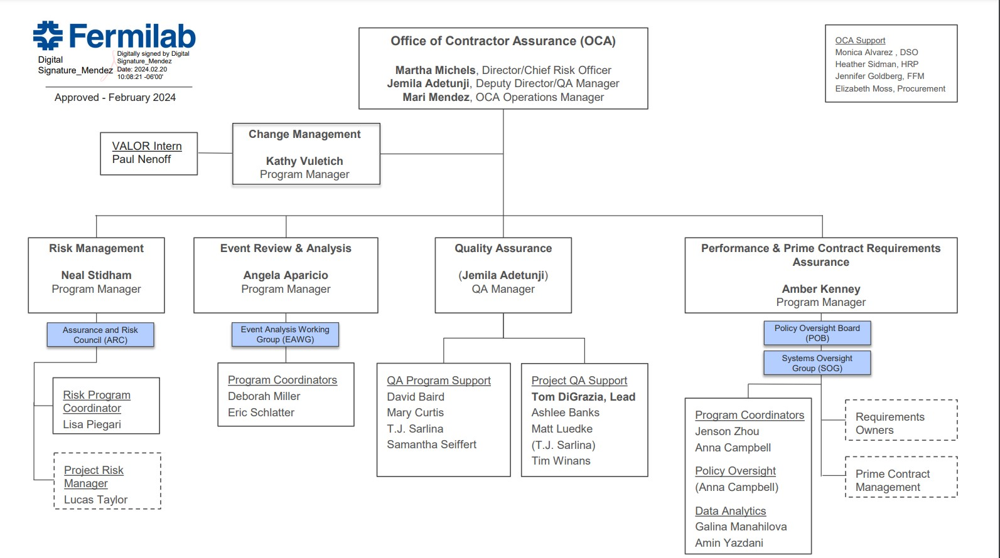 Fermilab
Digital
Signature_Mendez
Digitally signed by Digital
Signature_Mendez
Date: 2024.02.20
10:08:21 -06'00'
Approved - February 2024
Office of Contractor Assurance (OCA)
Martha Michels, Director/Chief Risk Officer
Jemila Adetunji, Deputy Director/QA Manager
Mari Mendez, OCA Operations Manager
OCA Support
Monica Alvarez , DSO
Heather Sidman, HRP
Jennifer Goldberg, FFM
Elizabeth Moss, Procurement
VALOR Intern
Paul Nenoff
Change Management
Kathy Vuletich
Program Manager
Risk Management
Neal Stidham
Program Manager
Assurance and Risk
Council (ARC)
Risk Program
Coordinator
Lisa Piegari
Project Risk
Manager
Lucas Taylor
Event Review & Analysis
Angela Aparicio
Program Manager
Event Analysis Working
Group (EAWG)
Program Coordinators
Deborah Miller
Eric Schlatter
Quality Assurance
(Jemila Adetunji)
QA Manager
QA Program Support
David Baird
Mary Curtis
T.J. Sarlina
Samantha Seiffert
Project QA Support
Tom DiGrazia, Lead
Ashlee Banks
Matt Luedke
(T.J. Sarlina)
Tim Winans
Performance & Prime Contract Requirements
Assurance
Amber Kenney
Program Manager
Policy Oversight Board
(POB)
Systems Oversight
Group (SOG)
Program Coordinators
Jenson Zhou
Anna Campbell
Policy Oversight
(Anna Campbell)
Data Analytics
Galina Manahilova
Amin Yazdani
Requirements
Owners
Prime Contract
Management